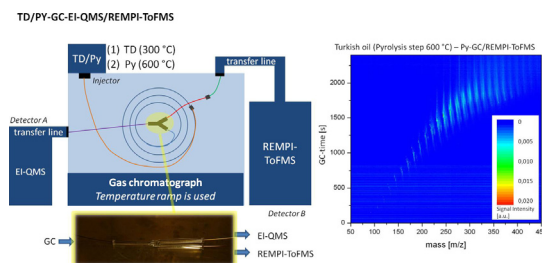 TD/PY-GC-EI-QMS/REMPI-ToFMS
TD/Py
(1) TD (300 °C)
(2) Py (600 °C)
Injector
transfer line
Detector A
transfer line
EI-QMS
REMPI-
ToFMS
Gas chromatograph
Temperature ramp is used
Detector B
GC
EI-QMS
REMPI-ToFMS
Turkish oil (Pyrolysis step 600 °C) – Py-GC/REMPI-ToFMS
GC-time [s]
2000
1500
1000
500
0
0
0,005
0,010
0,015
0,020
Signal intensity
[a.u.]
50 100 150 200 250 300 350 400 45
mass [m/z]